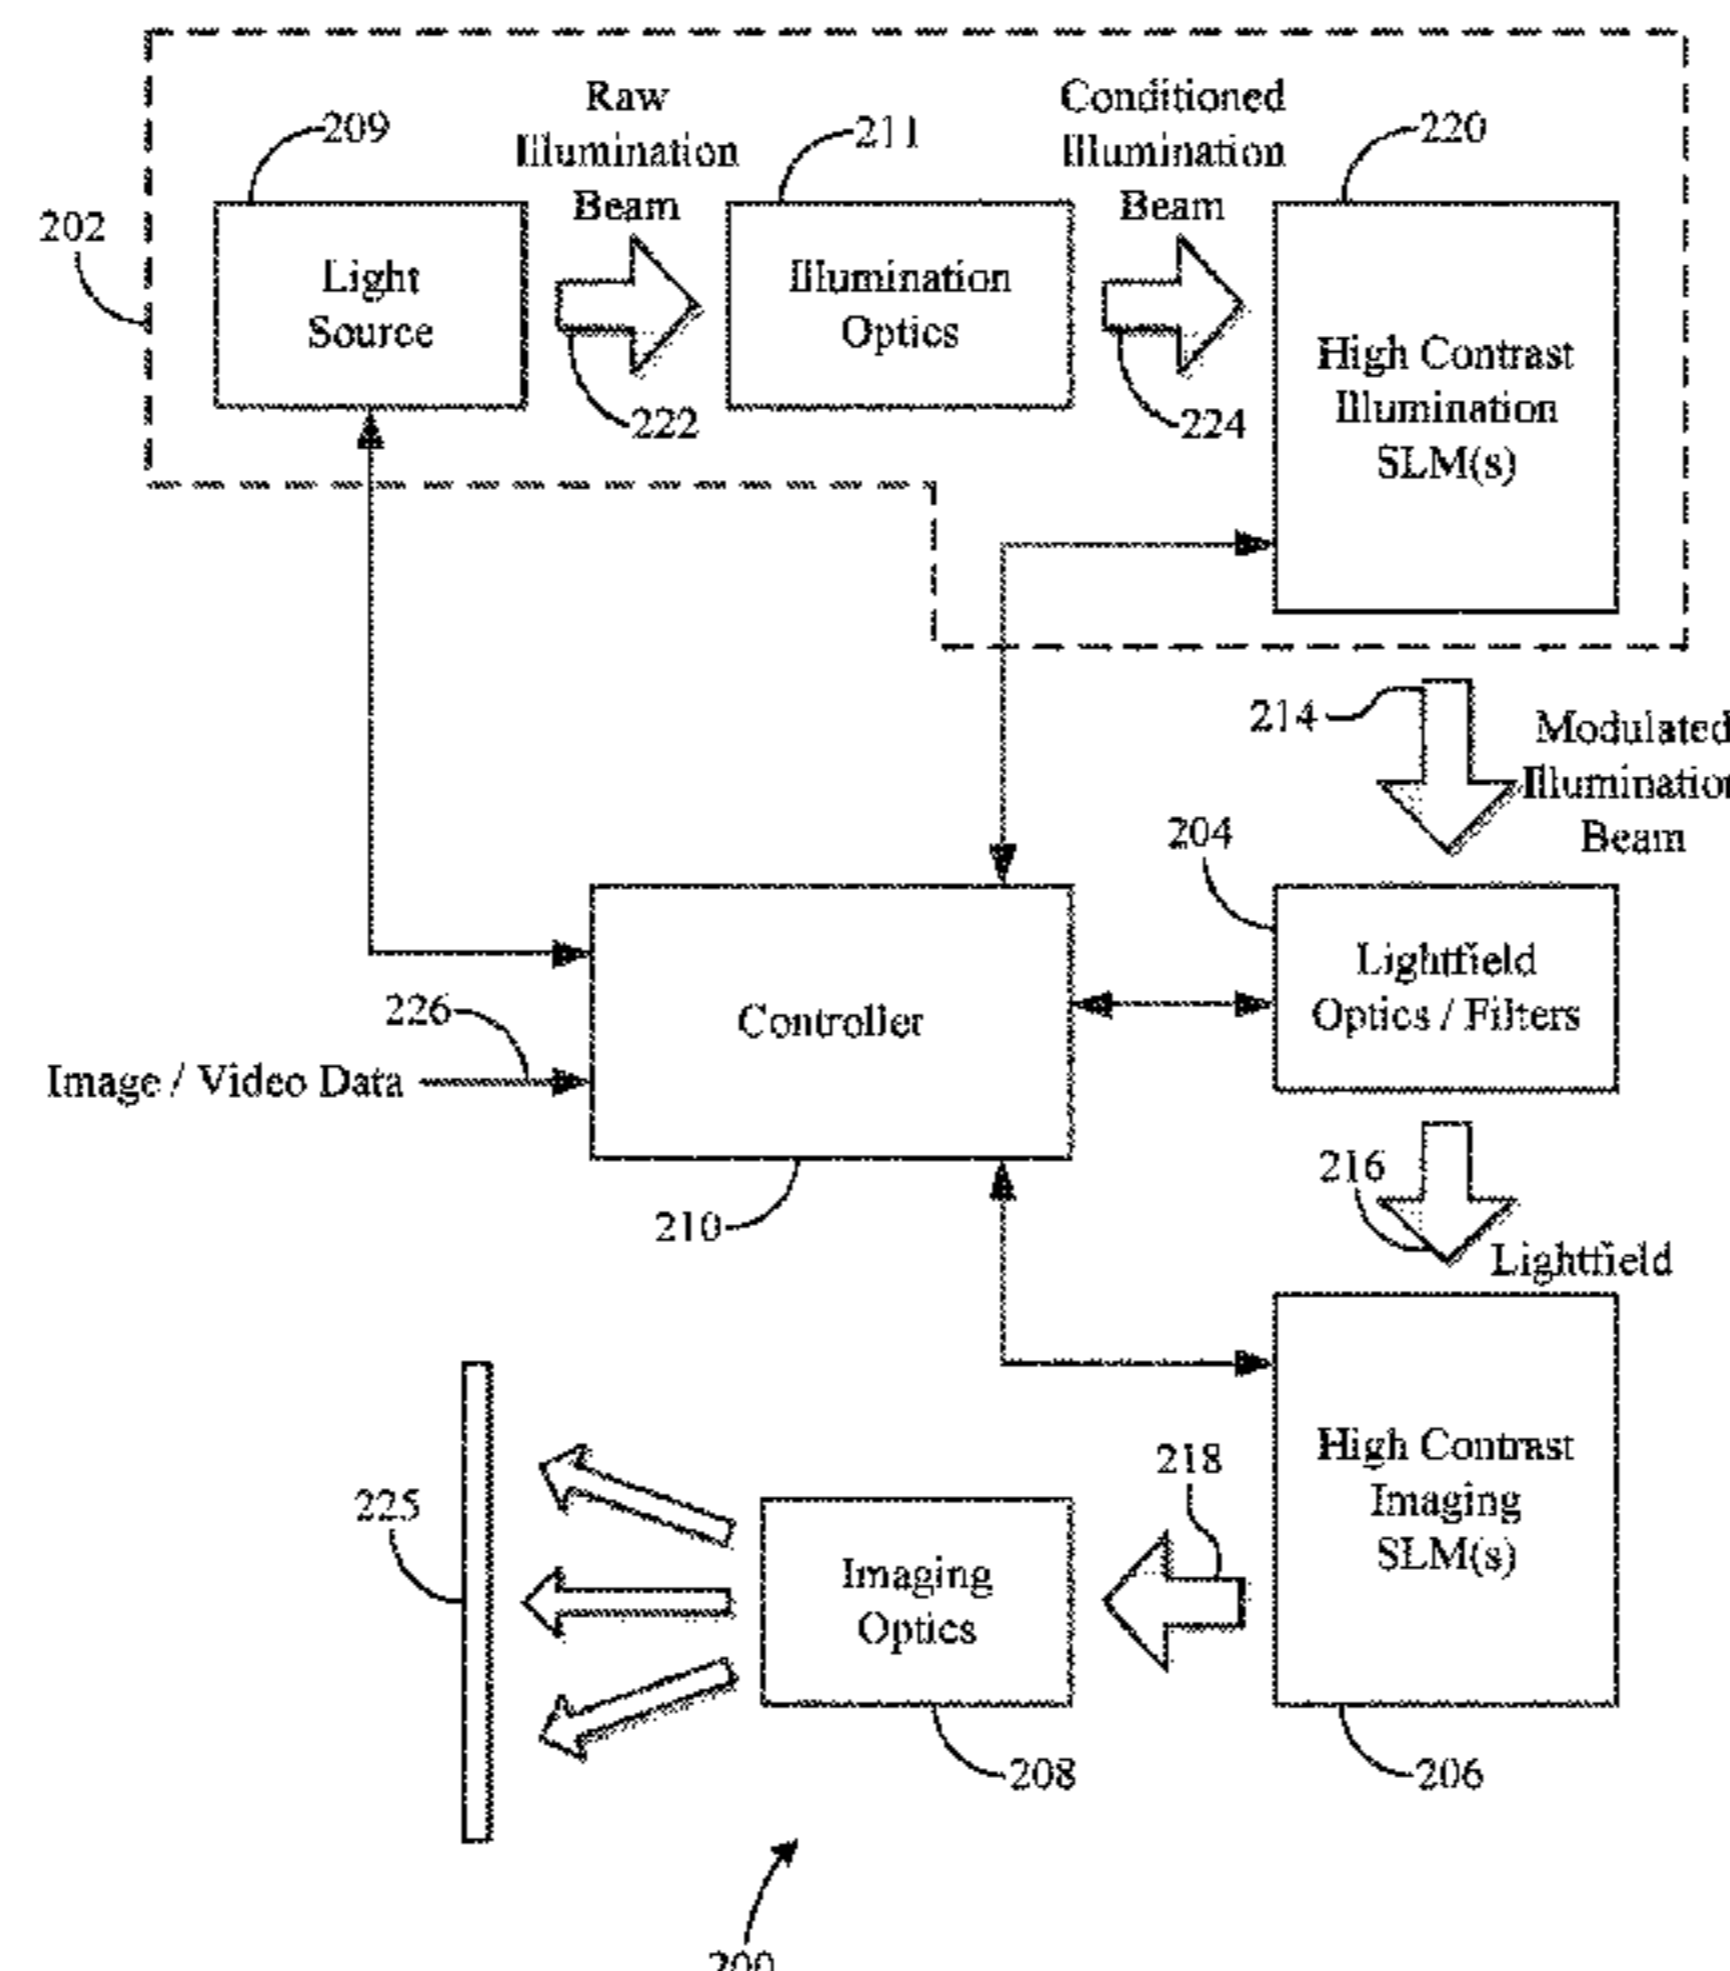 Raw
Illumination
Beam
Conditioned
Illumination
Beam
209
211
220
202
Light
Source
Illumination
Optics
High Contrast
Illumination
SLM(s)
222
224
214
Modulated
Illumination
Beam
204
Lightfield
Optics / Filters
Controller
226
Image / Video Data
210
216
Lightfield
High Contrast
Imaging
SLM(s)
218
225
Imaging
Optics
208
206
200